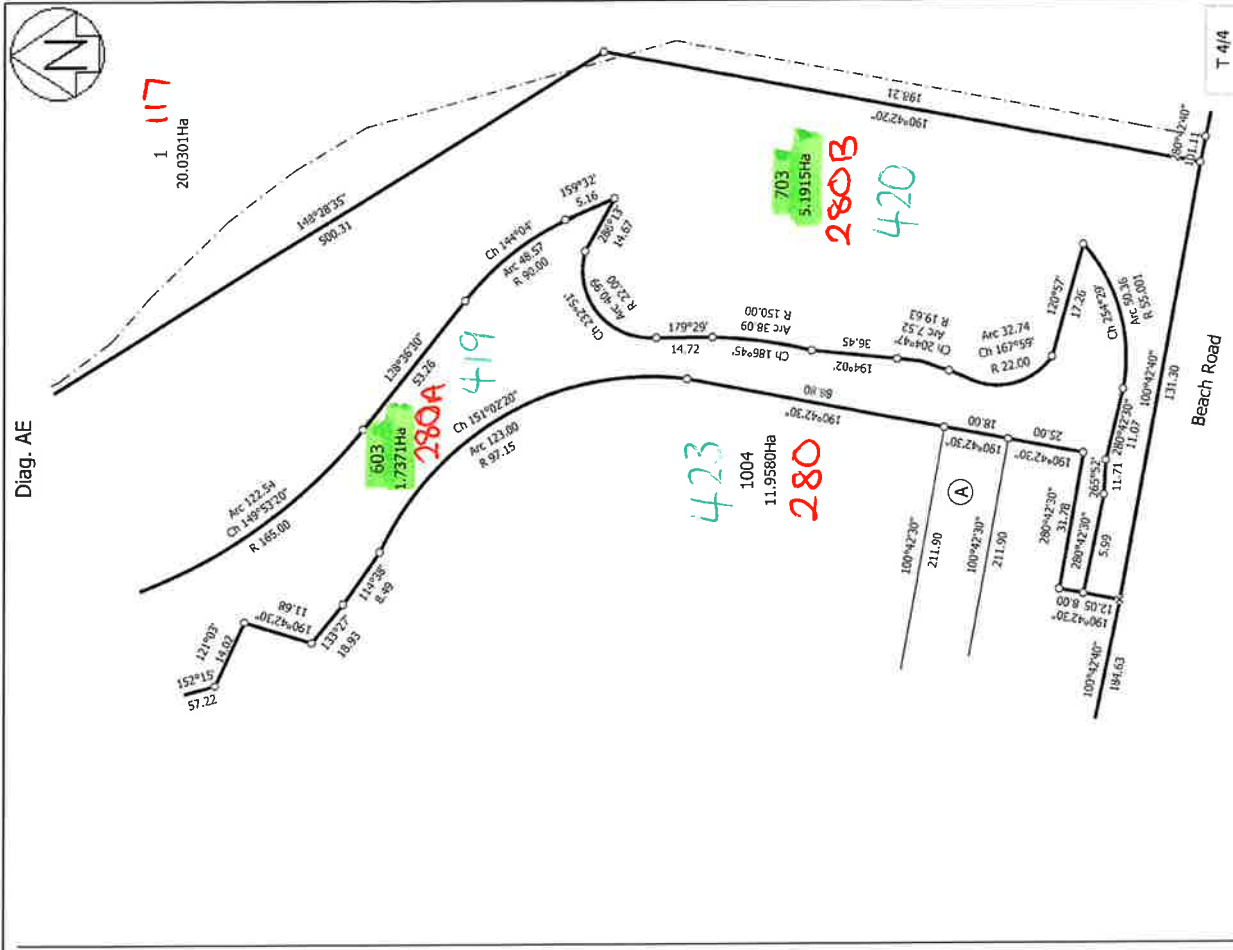 Diag. AE
N
1
117
20.0301Ha
148°28'35"
500.31
Arc 122.54
Ch 149°53'20"
R 165.00
152°15'
57.22
121°03'
14.07
190°42'30"
11.68
133°27'
18.93
114°38'
8.49
603
1.7371Ha
280A
419
128°36'30"
53.26
Ch 144°04'
Arc 48.57
R 90.00
159°32'
5.16
286°13'
14.67
Ch 151°02'20"
Arc 123.00
R 97.15
Ch 232°51'
Arc 40.99
R 22.00
179°29'
14.72
Ch 186°45'
Arc 38.09
R 150.00
194°02'
36.45
Ch 204°47'
Arc 7.52
R 19.63
Arc 32.74
Ch 167°59'
R 22.00
120°57'
17.26
Ch 254°29'
Arc 50.36
R 55.001
703
5.1915Ha
280B
420
190°42'20"
198.21
280°42'40"
101.11
190°42'30"
88.80
423
1004
11.9580Ha
280
190°42'30"
18.00
190°42'30"
25.00
A
100°42'30"
211.90
100°42'30"
211.90
280°42'30"
31.78
280°42'30"
5.99
265°52'
11.71
280°42'30"
11.07
190°42'30"
12.05 8.00
100°42'40"
184.63
100°42'40"
131.30
Beach Road
T 4/4